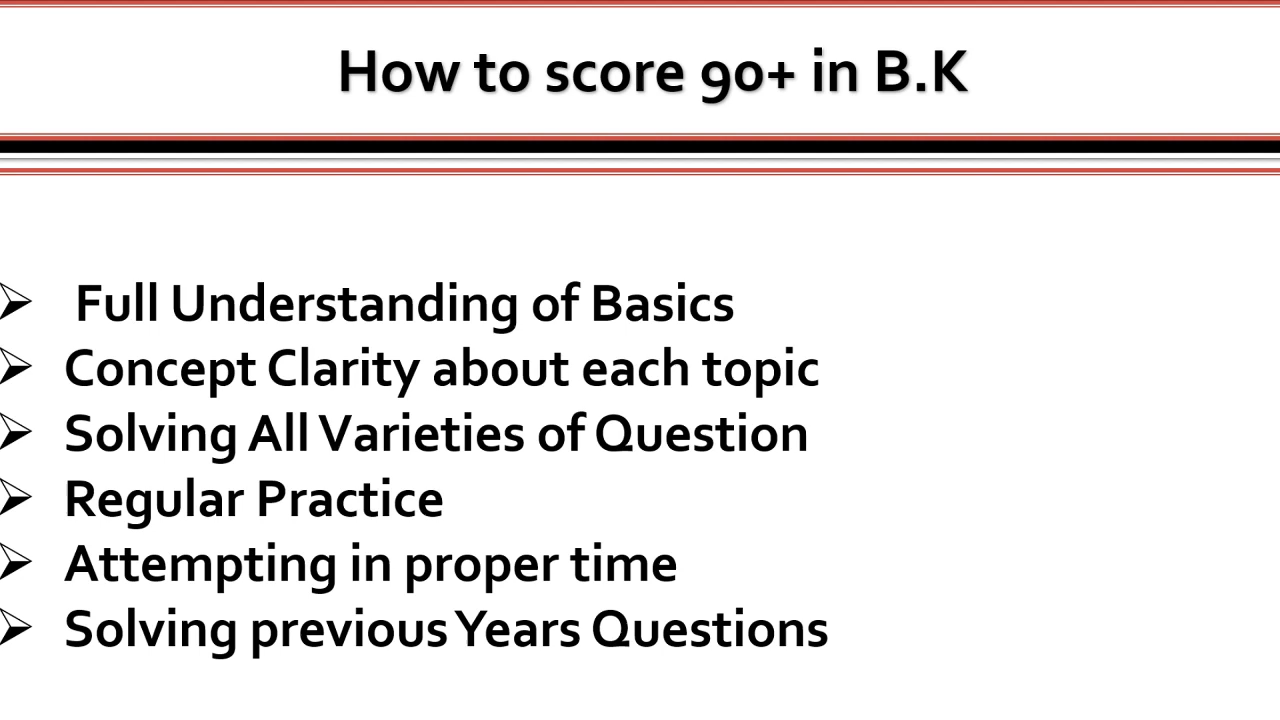 How to score 90+ in B.K
➢ Full Understanding of Basics
➢ Concept Clarity about each topic
➢ Solving All Varieties of Question
➢ Regular Practice
➢ Attempting in proper time
➢ Solving previous Years Questions